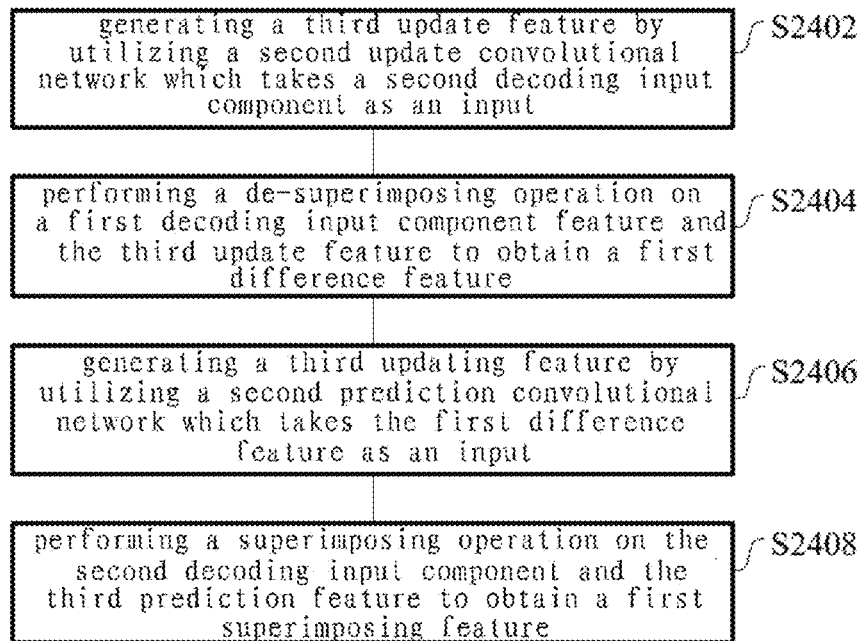 generating a third update feature by
utilizing a second update convolutional
network which takes a second decoding input
component as an input
S2402
performing a de-superimposing operation on
a first decoding input component feature and
the third update feature to obtain a first
difference feature
S2404
generating a third updating feature by
utilizing a second prediction convolutional
network which takes the first difference
feature as an input
S2406
performing a superimposing operation on the
second decoding input component and the
third prediction feature to obtain a first
superimposing feature
S2408